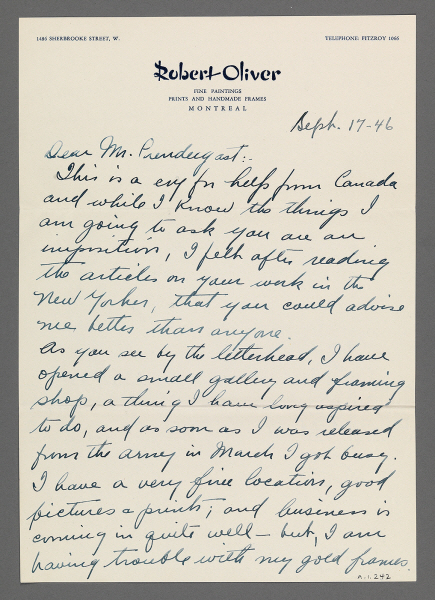 1486 SHERBROOKE STREET, W. TELEPHONE: FITZROY 1066
Robert Oliver
FINE PAINTINGS
PRINTS AND HANDMADE FRAMES
MONTREAL
Sept. 17-46
Dear Mr. Prendergast:-
This is a cry for help from Canada
and while I know the things I
am going to ask you are an
imposition, I felt after reading
the articles on your work in the
New Yorker, that you could advise
me better than anyone.
As you see by the letterhead, I have
opened a small gallery and framing
shop, a thing I have long aspired
to do, and as soon as I was released
from the army in March I got busy.
I have a very fine location, good
pictures & prints, and business is
coming in quite well - but, I am
having trouble with my gold frames.
A.1.242